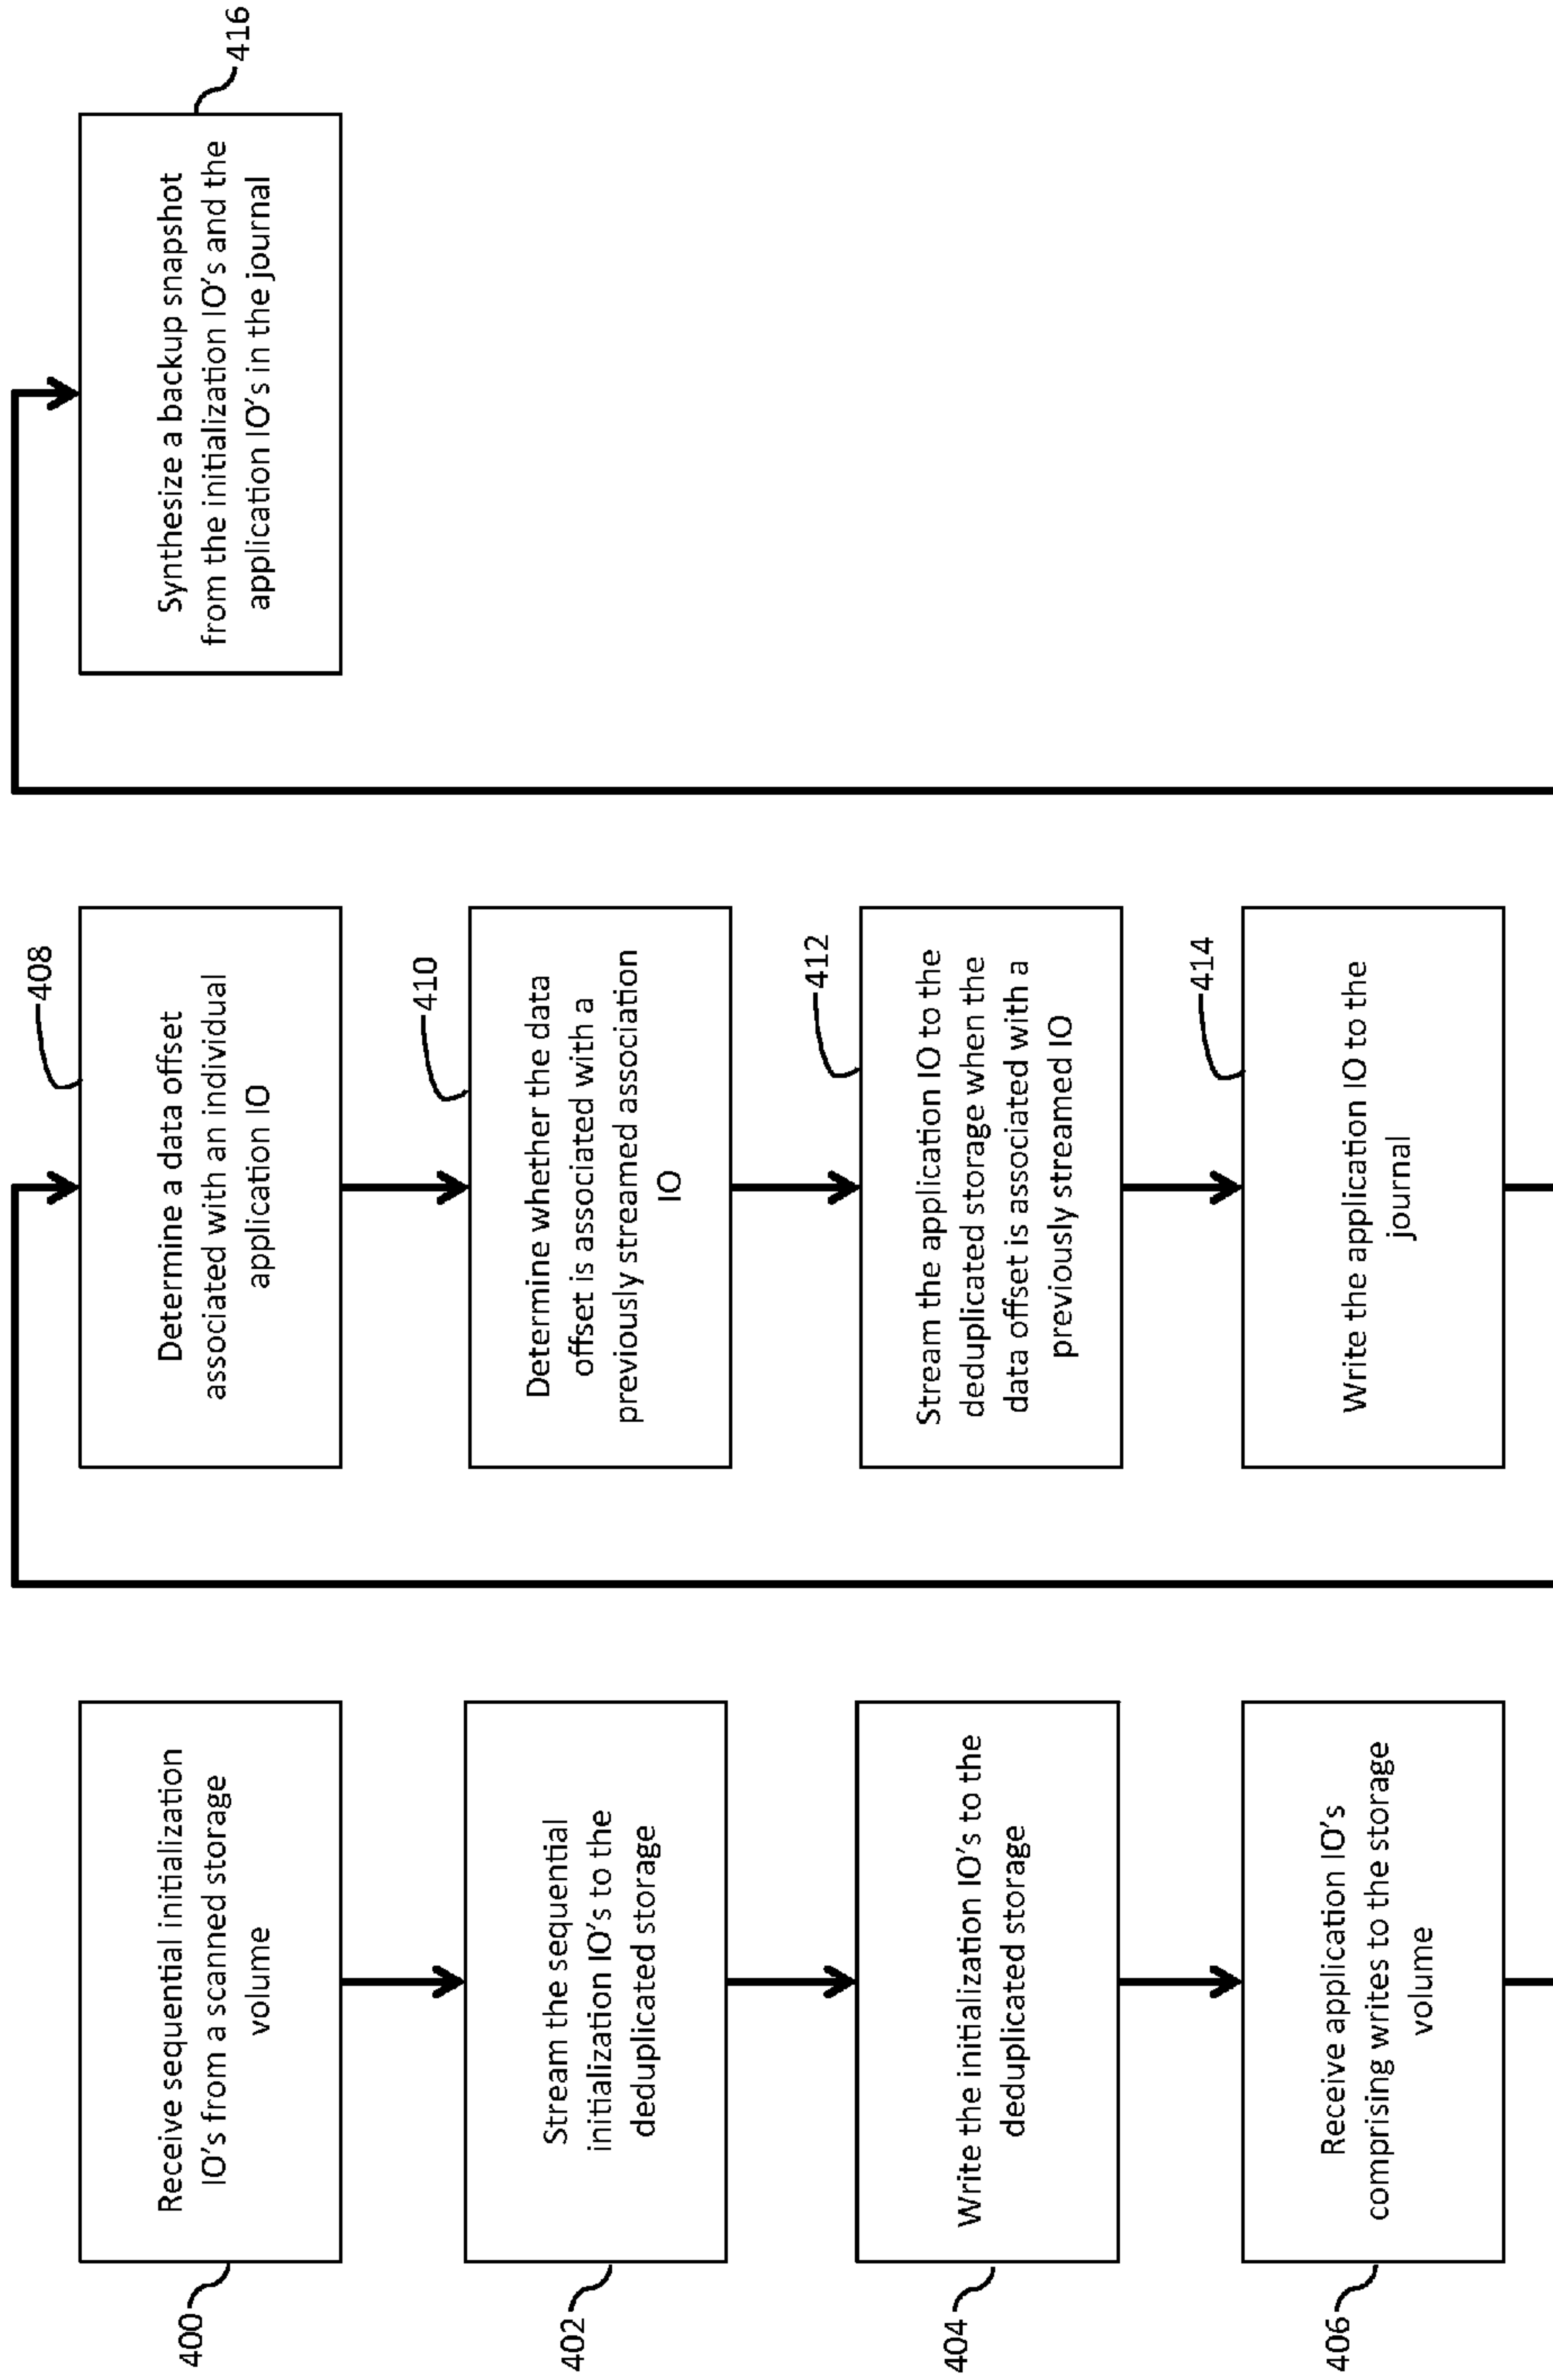 400
Receive sequential initialization
IO's from a scanned storage
volume
402
Stream the sequential
initialization IO's to the
deduplicated storage
404
Write the initialization IO's to the
deduplicated storage
406
Receive application IO's
comprising writes to the storage
volume
408
Determine a data offset
associated with an individual
application IO
410
Determine whether the data
offset is associated with a
previously streamed association
IO
412
Stream the application IO to the
deduplicated storage when the
data offset is associated with a
previously streamed IO
414
Write the application IO to the
journal
416
Synthesize a backup snapshot
from the initialization IO's and the
application IO's in the journal